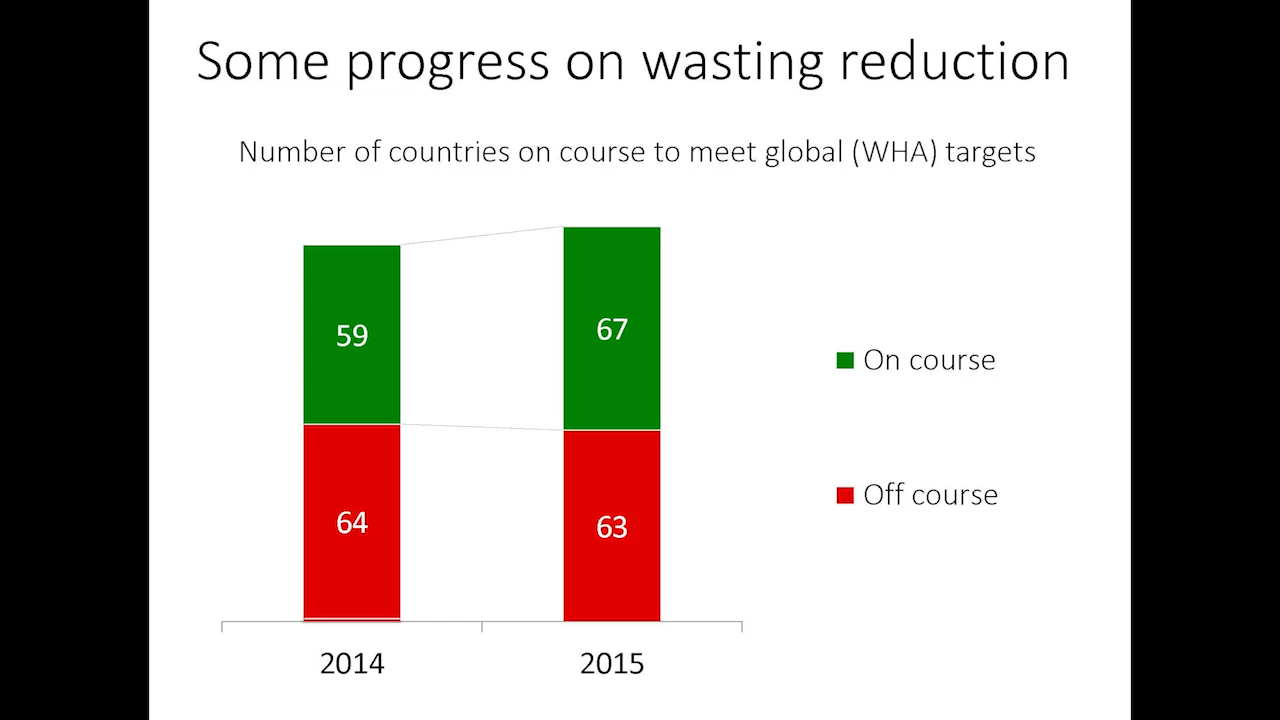 Some progress on wasting reduction
Number of countries on course to meet global (WHA) targets
59
67
On course
64
63
Off course
2014
2015